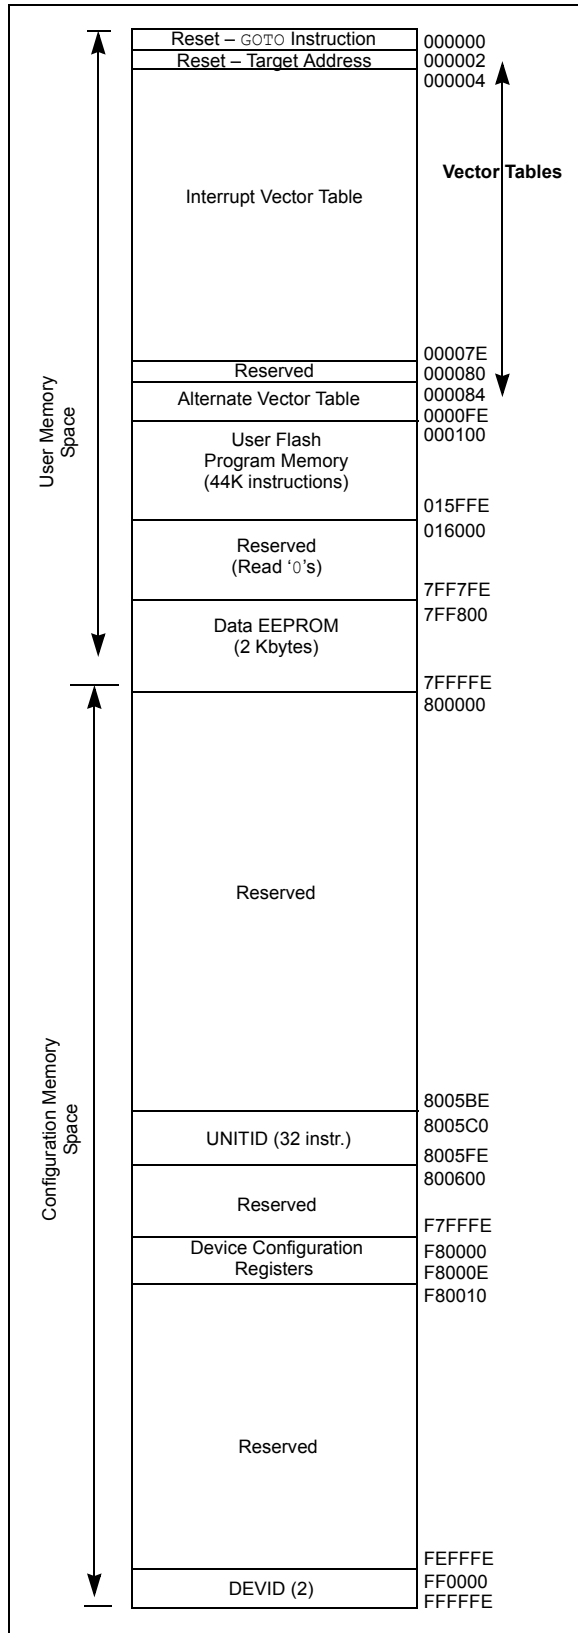 Reset – GOTO Instruction
000000
Reset – Target Address
000002
000004
Vector Tables
Interrupt Vector Table
00007E
Reserved
000080
000084
Alternate Vector Table
0000FE
User Flash
000100
Program Memory
(44K instructions)
015FFE
016000
Reserved
(Read ‘0’s)
7FF7FE
7FF800
Data EEPROM
(2 Kbytes)
7FFFFE
User Memory
Space
800000
Reserved
8005BE
8005C0
UNITID (32 instr.)
8005FE
800600
Reserved
F7FFFE
Device Configuration
Registers
F80000
F8000E
F80010
Reserved
Configuration Memory
Space
FEFFFE
FF0000
DEVID (2)
FFFFFE